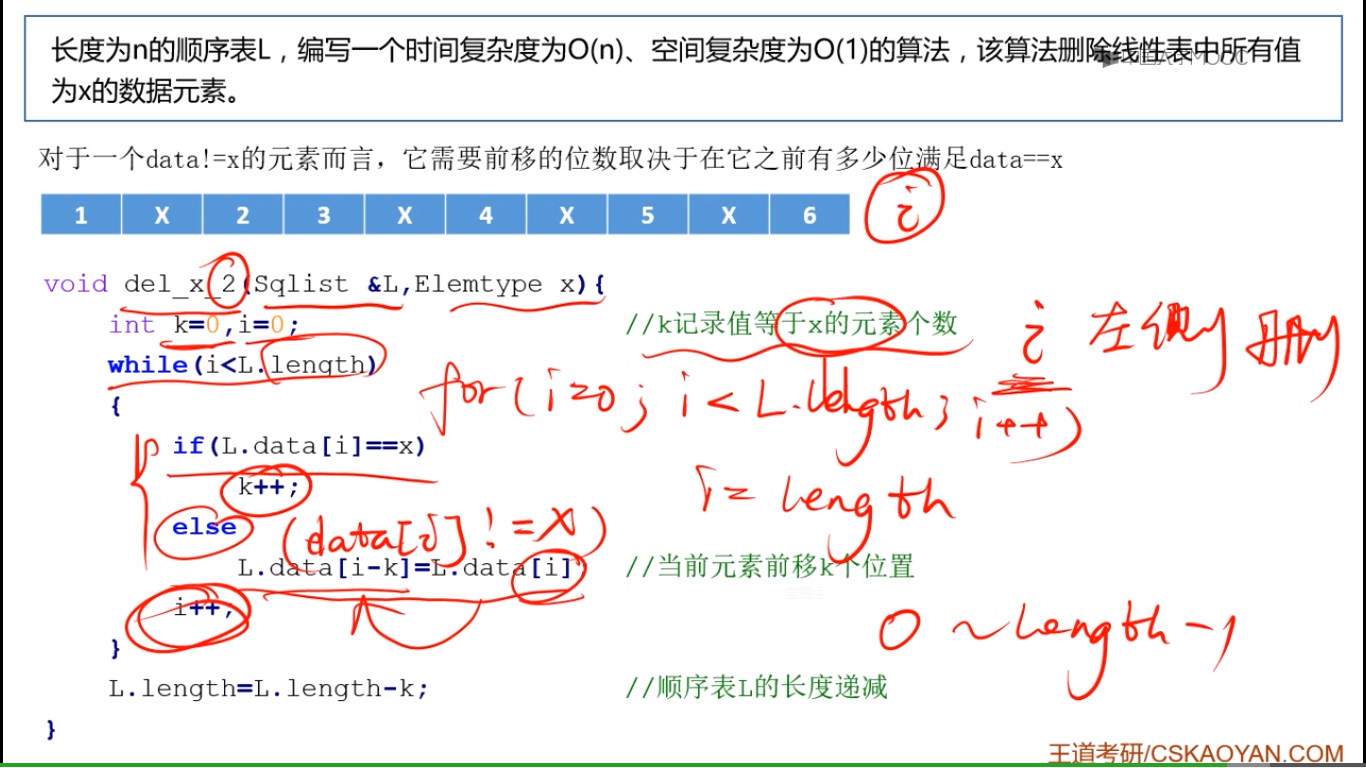 长度为n的顺序表L，编写一个时间复杂度为O(n)、空间复杂度为O(1)的算法，该算法删除线性表中所有值
为x的数据元素。
对于一个data!=x的元素而言，它需要前移的位数取决于在它之前有多少位满足data==x
1 X 2 3 X 4 X 5 X 6
i
void del_x_2(Sqlist &L,Elemtype x){
int k=0,i=0; //k记录值等于x的元素个数
i 左侧 删
while(i<L.length)
for(i=0; i<L.length; i++)
{
if(L.data[i]==x)
k++;
i=length
else
(data[i]!=X)
L.data[i-k]=L.data[i] //当前元素前移k个位置
i++;
0~length-1
}
L.length=L.length-k; //顺序表L的长度递减
}
王道考研/CSKAOYAN.COM